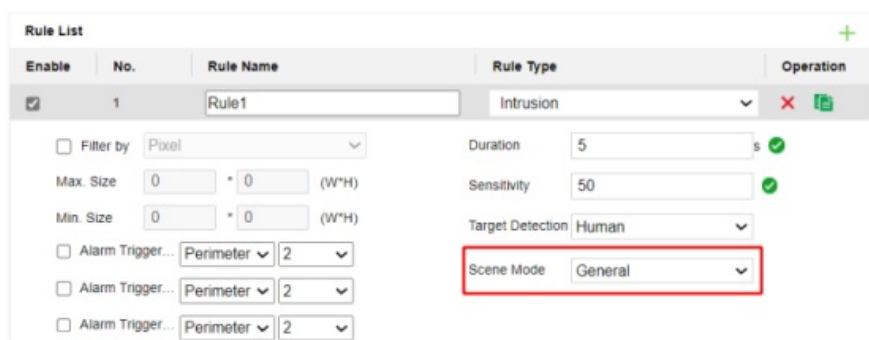 Rule List
Enable No. Rule Name Rule Type Operation
1 Rule1 Intrusion
Filter by Pixel Duration 5 s
Max. Size 0 * 0 (W*H) Sensitivity 50
Min. Size 0 * 0 (W*H) Target Detection Human
Alarm Trigger... Perimeter 2 Scene Mode General
Alarm Trigger... Perimeter 2
Alarm Trigger... Perimeter 2